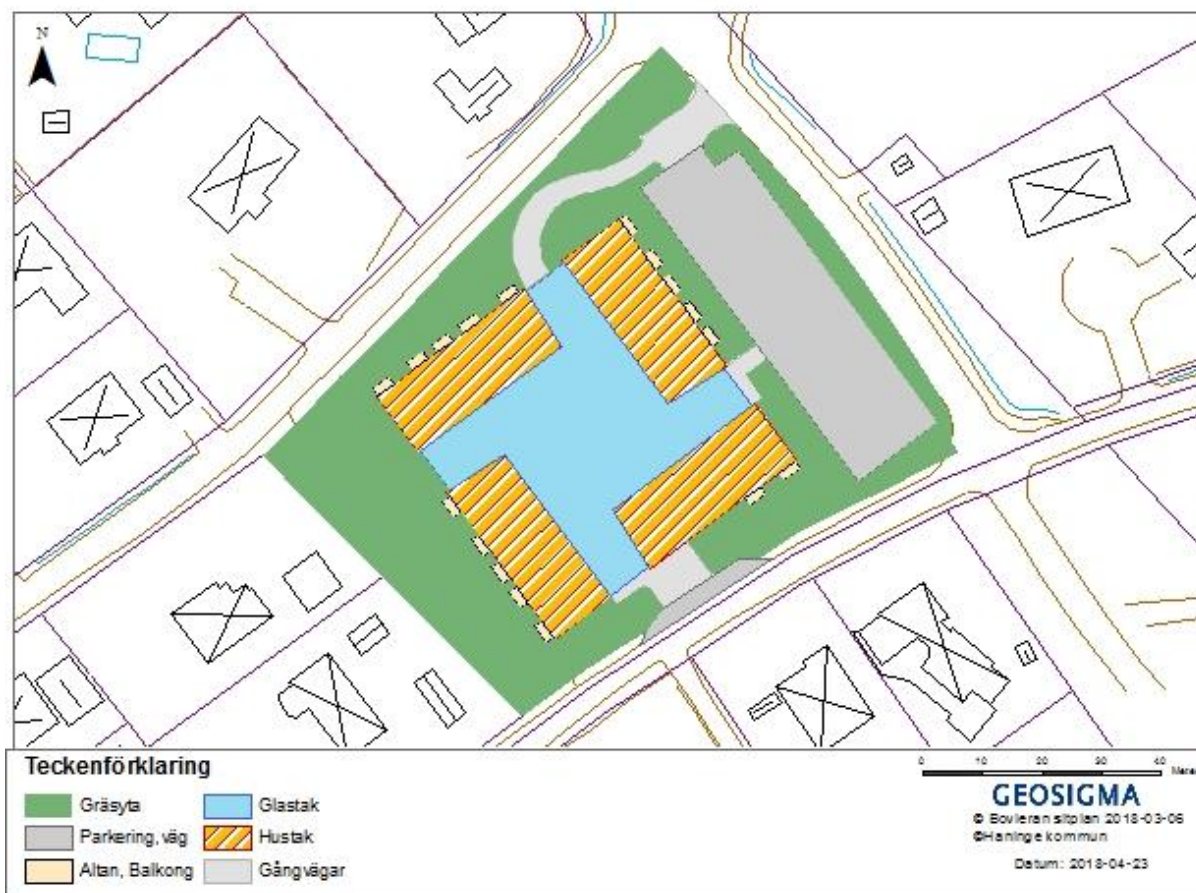 N
Teckenförklaring
Gräsyta
Glastak
Parkering, väg
Hustak
Altan, Balkong
Gångvägar
0 10 20 30 40
GEOSIGMA
© Bovieran sitplan 2018-03-06
©Haninge kommun
Datum: 2018-04-23